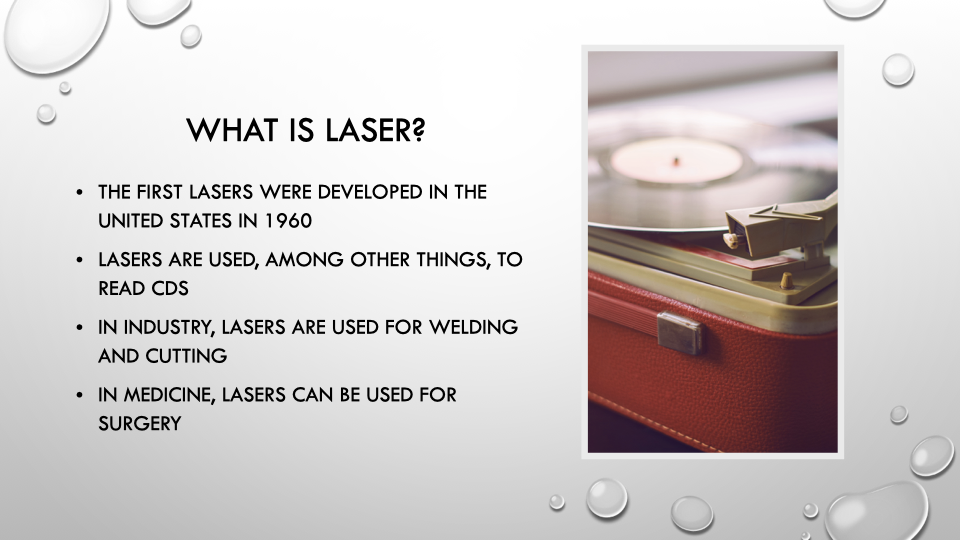 WHAT IS LASER?
• THE FIRST LASERS WERE DEVELOPED IN THE
UNITED STATES IN 1960
• LASERS ARE USED, AMONG OTHER THINGS, TO
READ CDS
• IN INDUSTRY, LASERS ARE USED FOR WELDING
AND CUTTING
• IN MEDICINE, LASERS CAN BE USED FOR
SURGERY